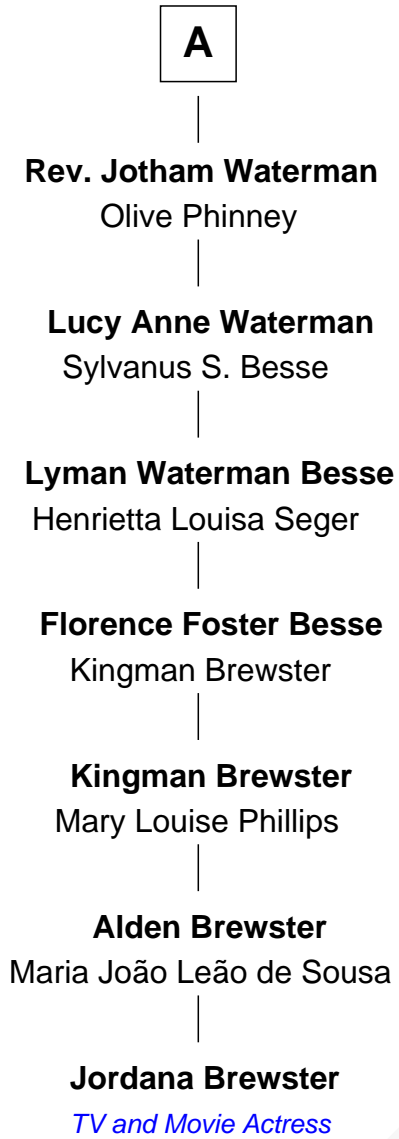 A
Rev. Jotham Waterman
Olive Phinney
Lucy Anne Waterman
Sylvanus S. Besse
Lyman Waterman Besse
Henrietta Louisa Seger
Florence Foster Besse
Kingman Brewster
Kingman Brewster
Mary Louise Phillips
Alden Brewster
Maria João Leão de Sousa
Jordana Brewster
TV and Movie Actress